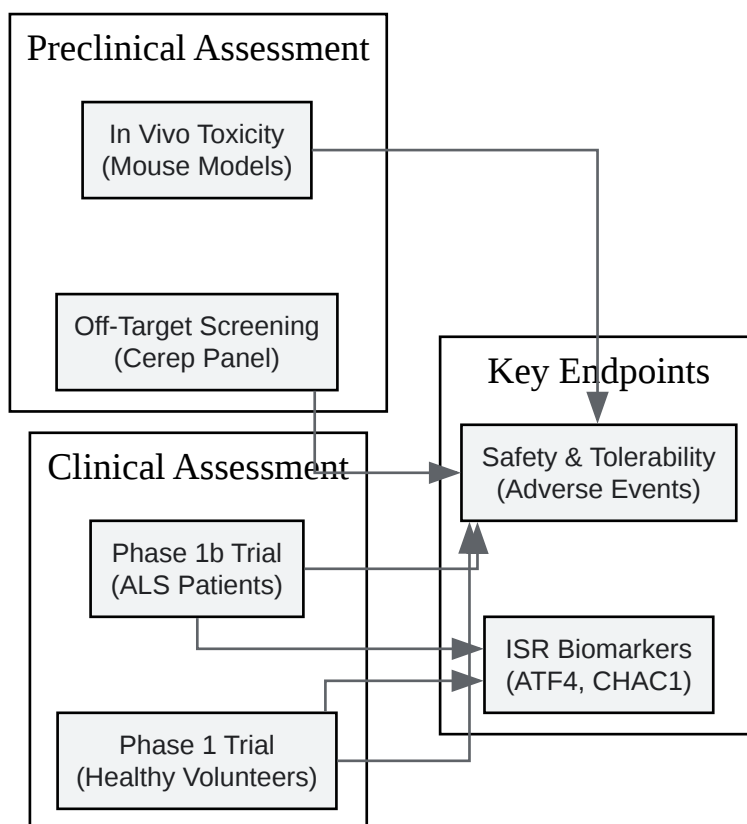 Preclinical Assessment
In Vivo Toxicity
(Mouse Models)
Off-Target Screening
(Cerep Panel)
Key Endpoints
Safety & Tolerability
(Adverse Events)
ISR Biomarkers
(ATF4, CHAC1)
Clinical Assessment
Phase 1b Trial
(ALS Patients)
Phase 1 Trial
(Healthy Volunteers)